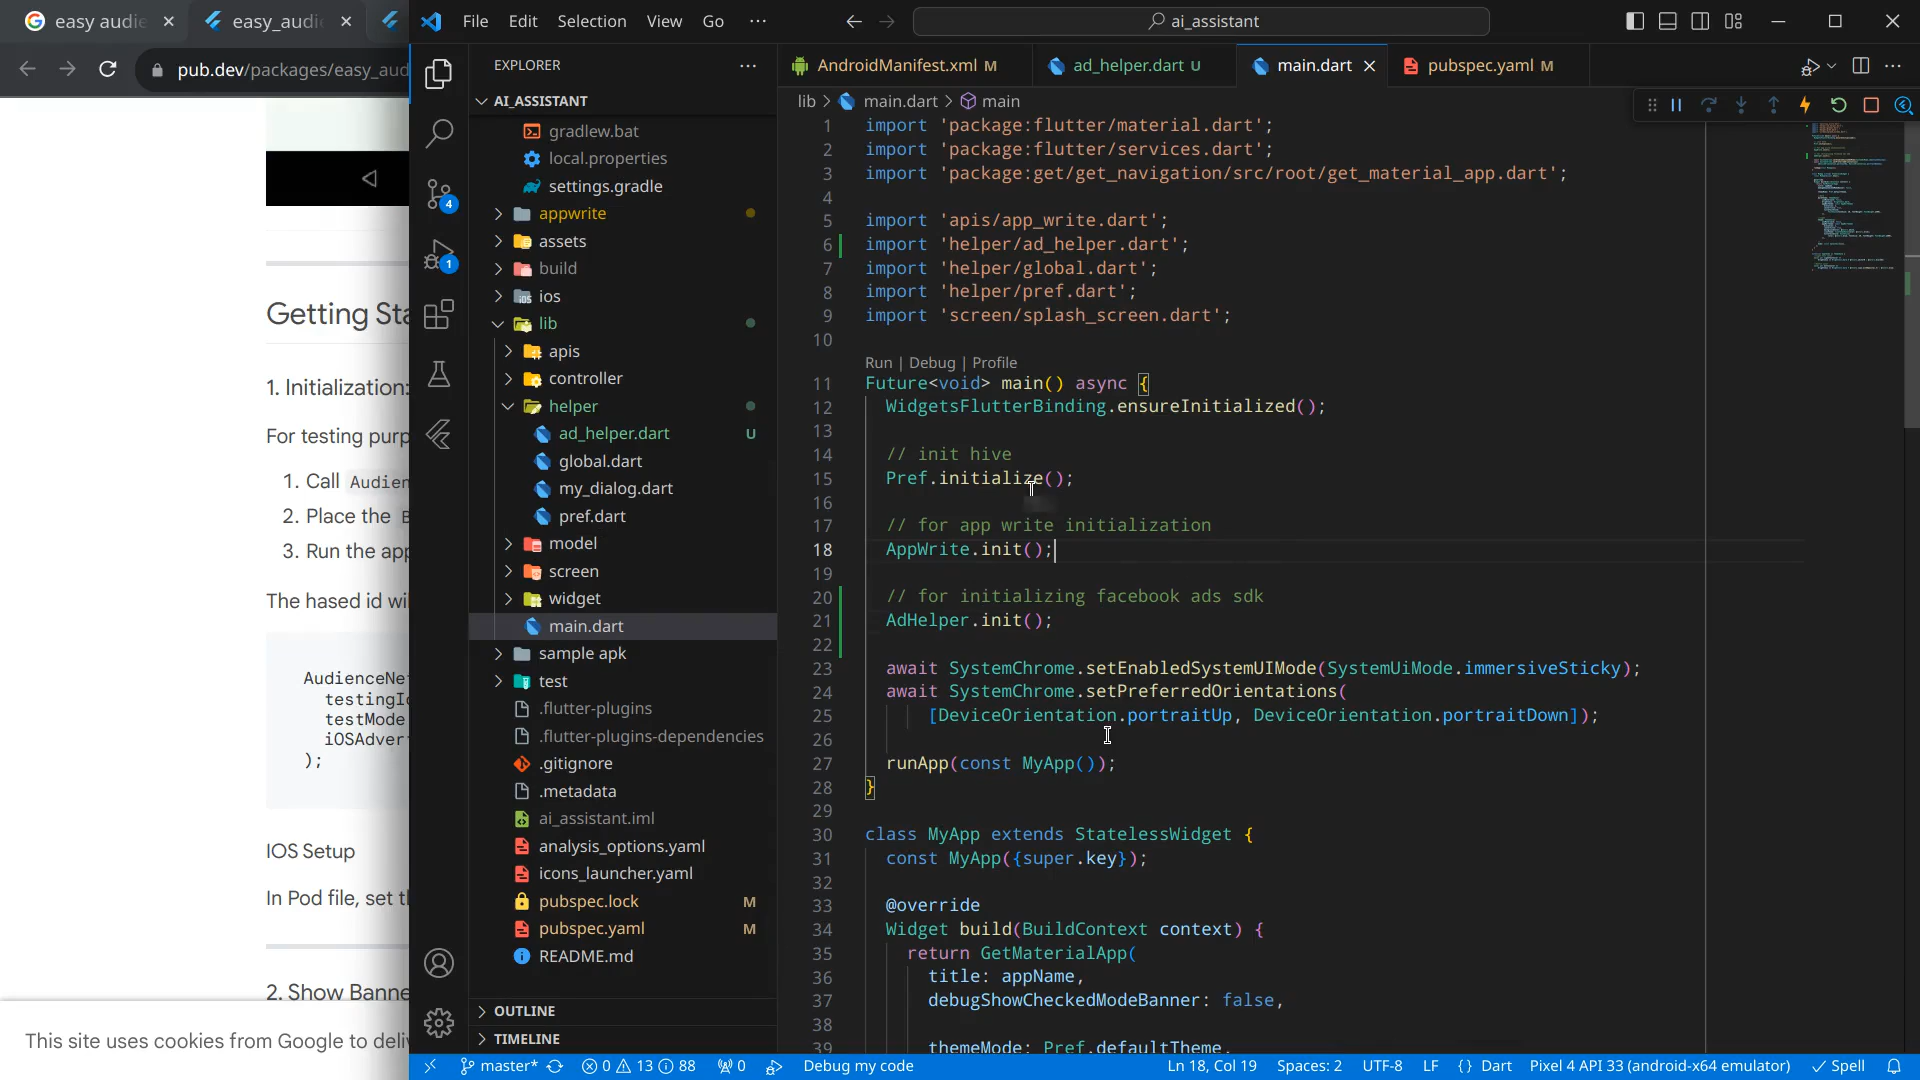 easy audie
easy_audi
pub.dev/packages/easy_aud
Getting Sta
1. Initialization:
For testing purp
1. Call Audien
2. Place the B
3. Run the app
The hased id wil
AudienceNe
testingId
testMode
iOSAdver
);
IOS Setup
In Pod file, set t
2. Show Banne
This site uses cookies from Google to deli
File Edit Selection View Go ···
ai_assistant
EXPLORER
AI_ASSISTANT
gradlew.bat
local.properties
settings.gradle
appwrite
assets
build
ios
lib
apis
controller
helper
ad_helper.dart U
global.dart
my_dialog.dart
pref.dart
model
screen
widget
main.dart
sample apk
test
.flutter-plugins
.flutter-plugins-dependencies
.gitignore
.metadata
ai_assistant.iml
analysis_options.yaml
icons_launcher.yaml
pubspec.lock M
pubspec.yaml M
README.md
OUTLINE
TIMELINE
4
1
AndroidManifest.xml M
ad_helper.dart U
main.dart
pubspec.yaml M
lib > main.dart > main
1 import 'package:flutter/material.dart';
2 import 'package:flutter/services.dart';
3 import 'package:get/get_navigation/src/root/get_material_app.dart';
4
5 import 'apis/app_write.dart';
6 import 'helper/ad_helper.dart';
7 import 'helper/global.dart';
8 import 'helper/pref.dart';
9 import 'screen/splash_screen.dart';
10
Run | Debug | Profile
11 Future<void> main() async {
12 WidgetsFlutterBinding.ensureInitialized();
13
14 // init hive
15 Pref.initialize();
16
17 // for app write initialization
18 AppWrite.init();
19
20 // for initializing facebook ads sdk
21 AdHelper.init();
22
23 await SystemChrome.setEnabledSystemUIMode(SystemUiMode.immersiveSticky);
24 await SystemChrome.setPreferredOrientations(
25 [DeviceOrientation.portraitUp, DeviceOrientation.portraitDown]);
26
27 runApp(const MyApp());
28 }
29
30 class MyApp extends StatelessWidget {
31 const MyApp({super.key});
32
33 @override
34 Widget build(BuildContext context) {
35 return GetMaterialApp(
36 title: appName,
37 debugShowCheckedModeBanner: false,
38
39 themeMode: Pref.defaultTheme,
master* 0 13 88 0 Debug my code
Ln 18, Col 19 Spaces: 2 UTF-8 LF {} Dart Pixel 4 API 33 (android-x64 emulator) Spell